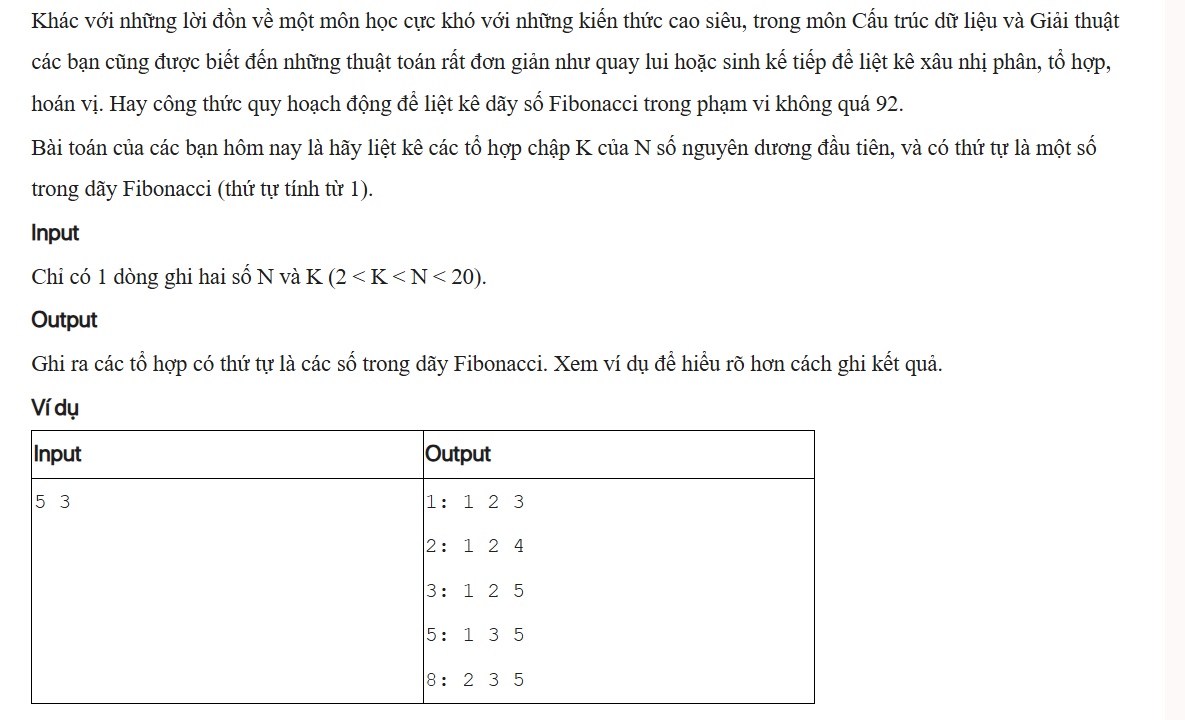 Khác với những lời đồn về một môn học cực khó với những kiến thức cao siêu, trong môn Cấu trúc dữ liệu và Giải thuật
các bạn cũng được biết đến những thuật toán rất đơn giản như quay lui hoặc sinh kế tiếp để liệt kê xâu nhị phân, tổ hợp,
hoán vị. Hay công thức quy hoạch động để liệt kê dãy số Fibonacci trong phạm vi không quá 92.
Bài toán của các bạn hôm nay là hãy liệt kê các tổ hợp chập K của N số nguyên dương đầu tiên, và có thứ tự là một số
trong dãy Fibonacci (thứ tự tính từ 1).
Input
Chỉ có 1 dòng ghi hai số N và K (2 < K < N < 20).
Output
Ghi ra các tổ hợp có thứ tự là các số trong dãy Fibonacci. Xem ví dụ để hiểu rõ hơn cách ghi kết quả.
Ví dụ
Input Output
5 3 1: 1 2 3
2: 1 2 4
3: 1 2 5
5: 1 3 5
8: 2 3 5